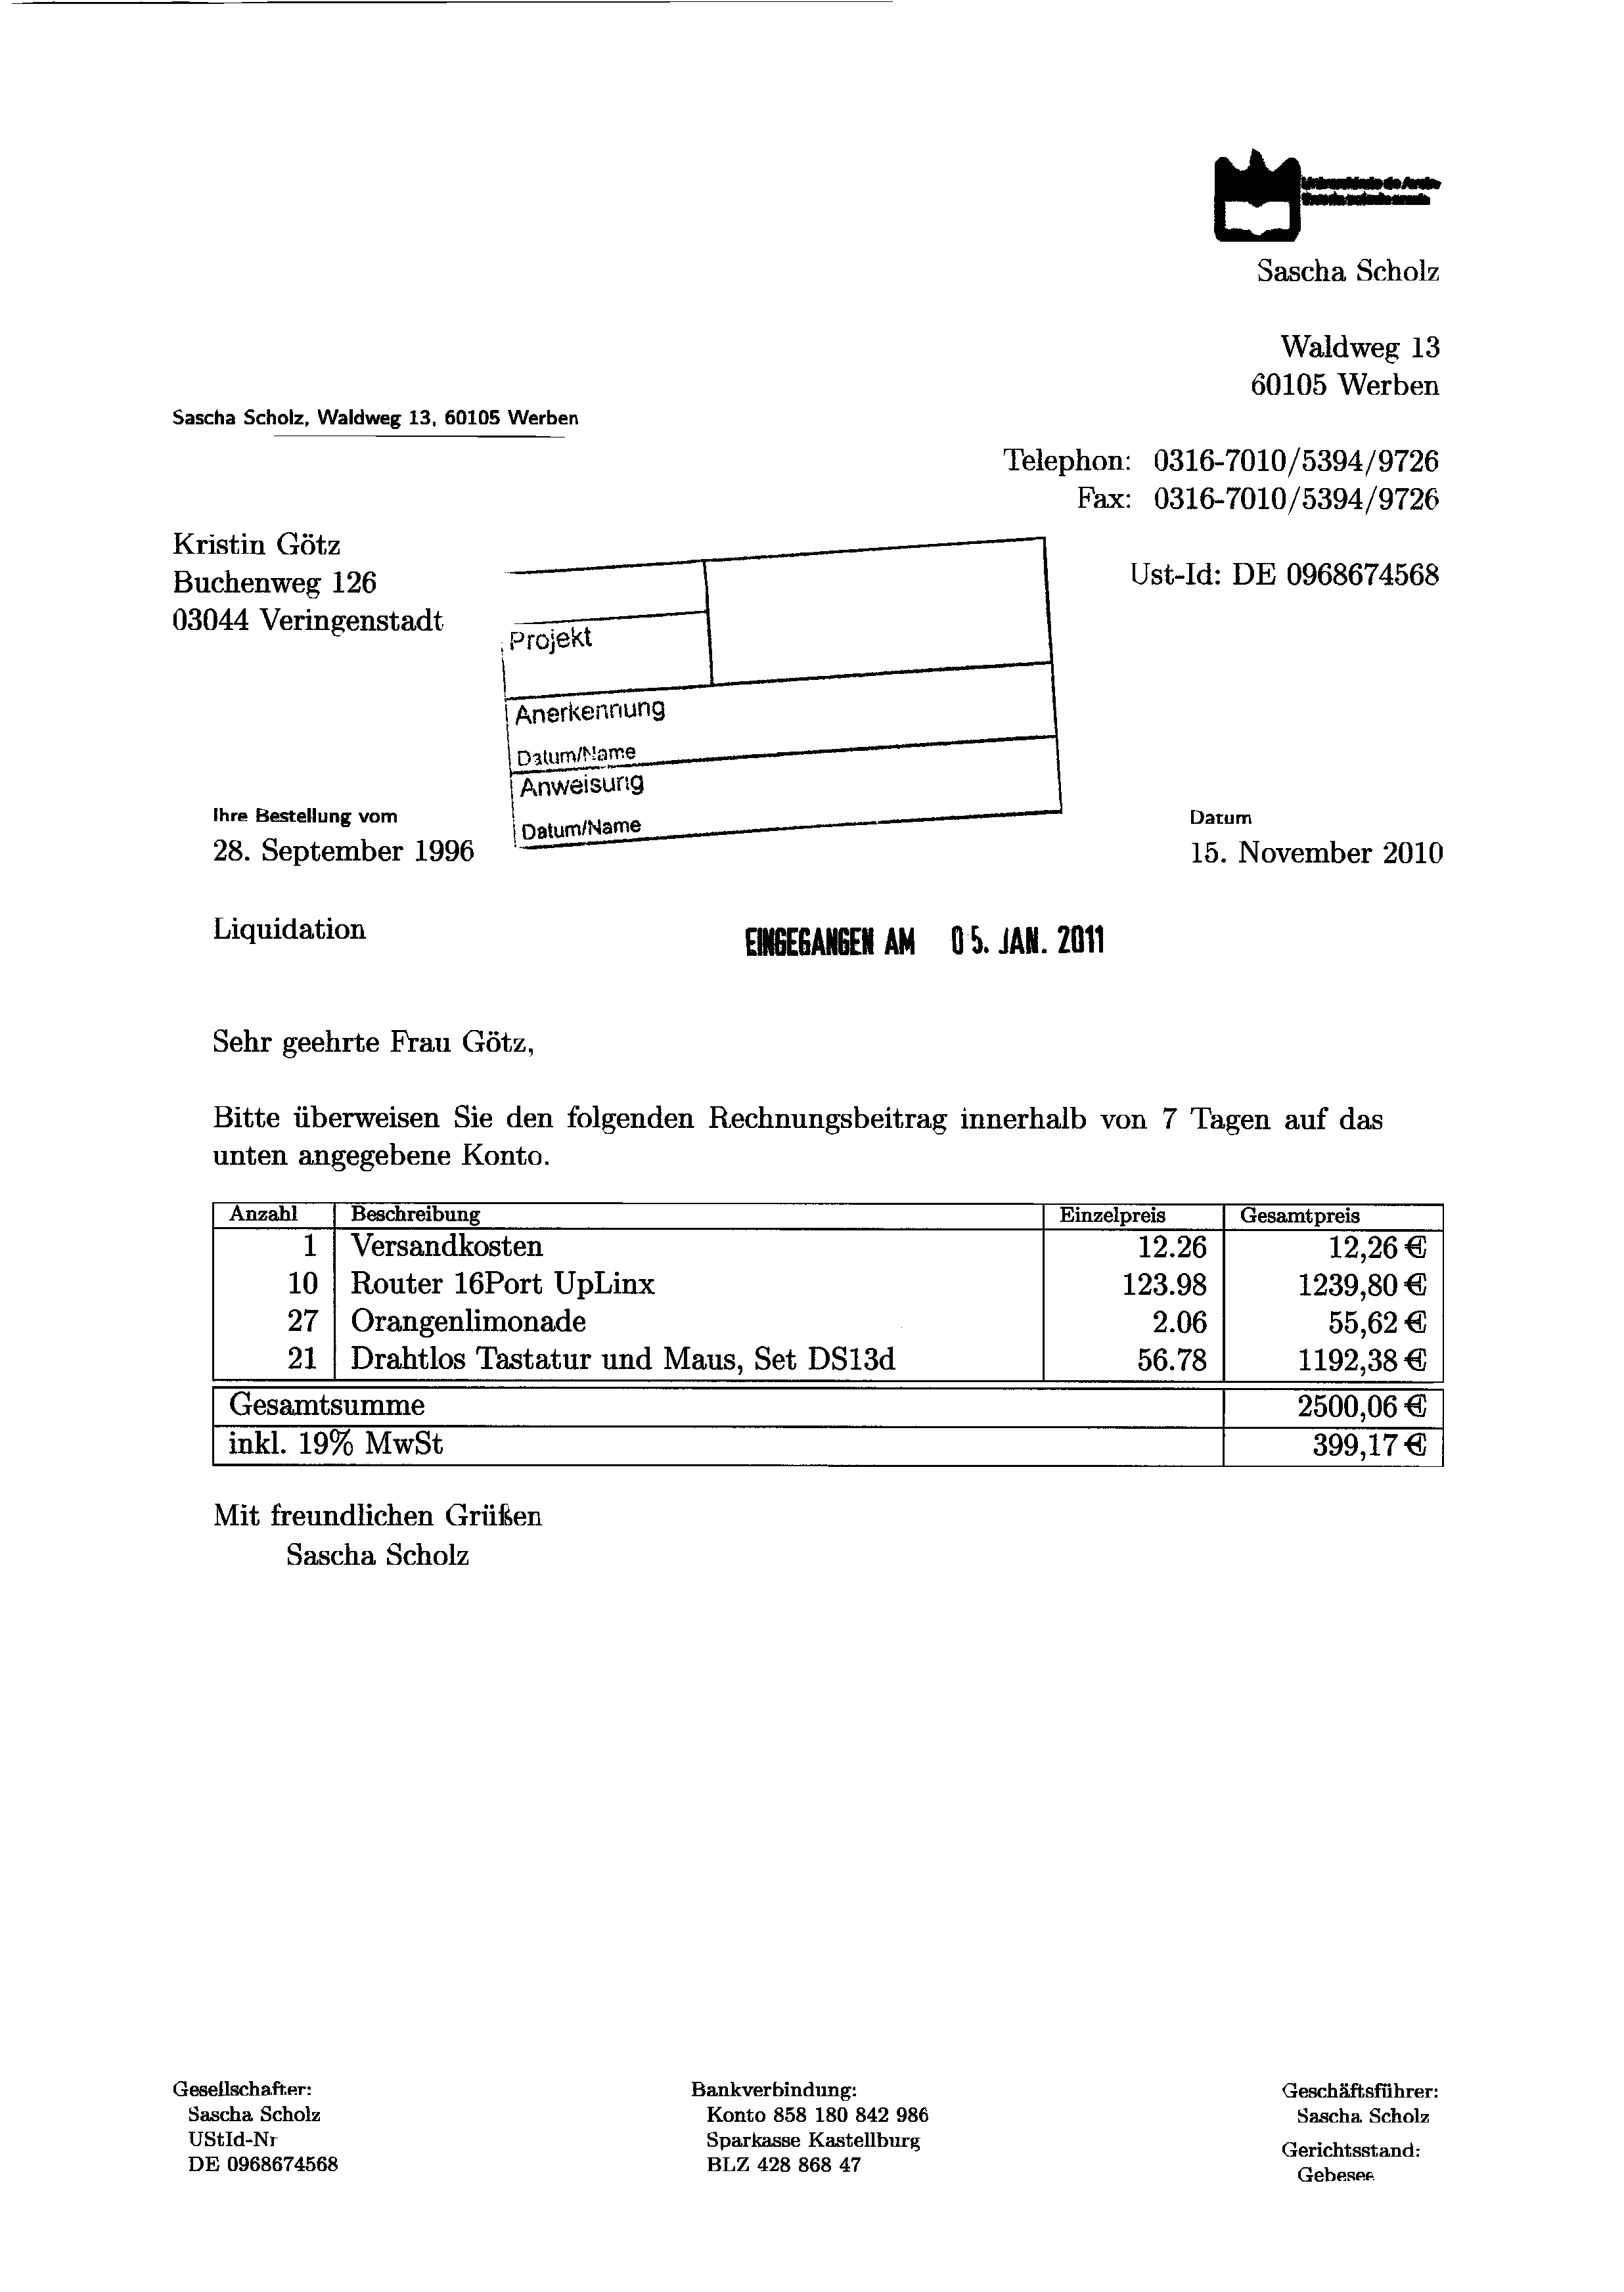 Sascha Scholz
Waldweg 13
60105 Werben
Sascha Scholz, Waldweg 13, 60105 Werben
Telephon: 0316-7010/5394/9726
Fax: 0316-7010/5394/9726
Kristin Götz
Buchenweg 126
03044 Veringenstadt
Ust-Id: DE 0968674568
Projekt
Anerkennung
Datum/Name
Anweisung
Datum/Name
Ihre Bestellung vom
28. September 1996
Datum
15. November 2010
Liquidation
EINGEGANGEN AM 05. JAN. 2011
Sehr geehrte Frau Götz,
Bitte überweisen Sie den folgenden Rechnungsbeitrag innerhalb von 7 Tagen auf das
unten angegebene Konto.
Anzahl Beschreibung Einzelpreis Gesamtpreis
1 Versandkosten 12.26 12,26 €
10 Router 16Port UpLinx 123.98 1239,80 €
27 Orangenlimonade 2.06 55,62 €
21 Drahtlos Tastatur und Maus, Set DS13d 56.78 1192,38 €
Gesamtsumme 2500,06 €
inkl. 19% MwSt 399,17 €
Mit freundlichen Grüßen
Sascha Scholz
Gesellschafter:
Sascha Scholz
UStId-Nr
DE 0968674568
Bankverbindung:
Konto 858 180 842 986
Sparkasse Kastellburg
BLZ 428 868 47
Geschäftsführer:
Sascha Scholz
Gerichtsstand:
Gebesee